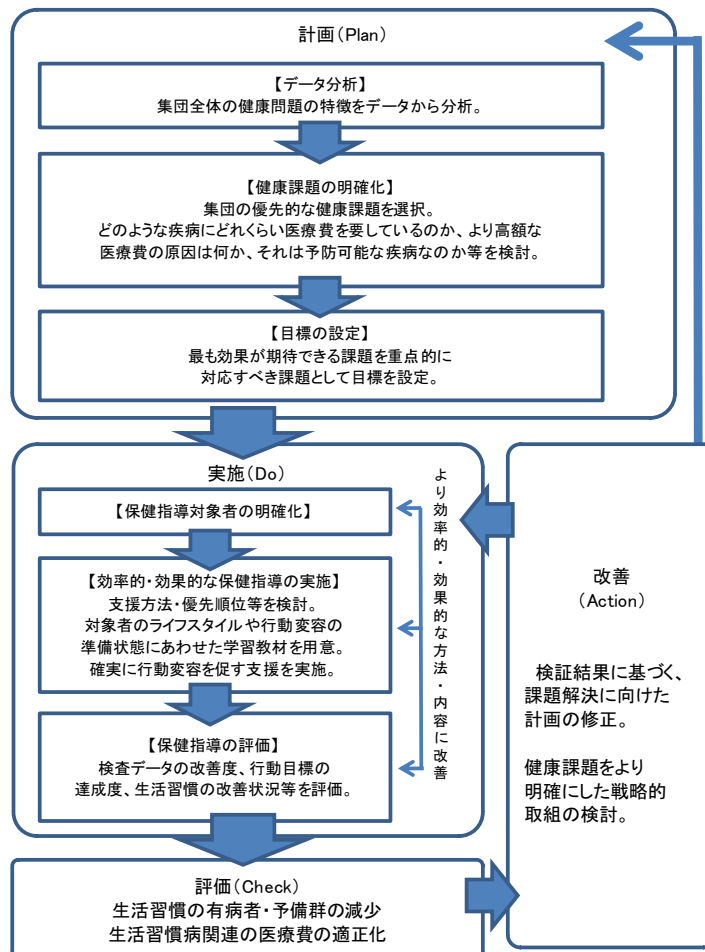 計画(Plan)
【データ分析】
集団全体の健康問題の特徴をデータから分析。
【健康課題の明確化】
集団の優先的な健康課題を選択。
どのような疾病にどれくらい医療費を要しているのか、より高額な
医療費の原因は何か、それは予防可能な疾病なのか等を検討。
【目標の設定】
最も効果が期待できる課題を重点的に
対応すべき課題として目標を設定。
実施(Do)
【保健指導対象者の明確化】
【効率的・効果的な保健指導の実施】
支援方法・優先順位等を検討。
対象者のライフスタイルや行動変容の
準備状態にあわせた学習教材を用意。
確実に行動変容を促す支援を実施。
【保健指導の評価】
検査データの改善度、行動目標の
達成度、生活習慣の改善状況等を評価。
より効率的・効果的な方法・内容に改善
評価(Check)
生活習慣の有病者・予備群の減少
生活習慣病関連の医療費の適正化
改善
(Action)
検証結果に基づく、
課題解決に向けた
計画の修正。
健康課題をより
明確にした戦略的
取組の検討。